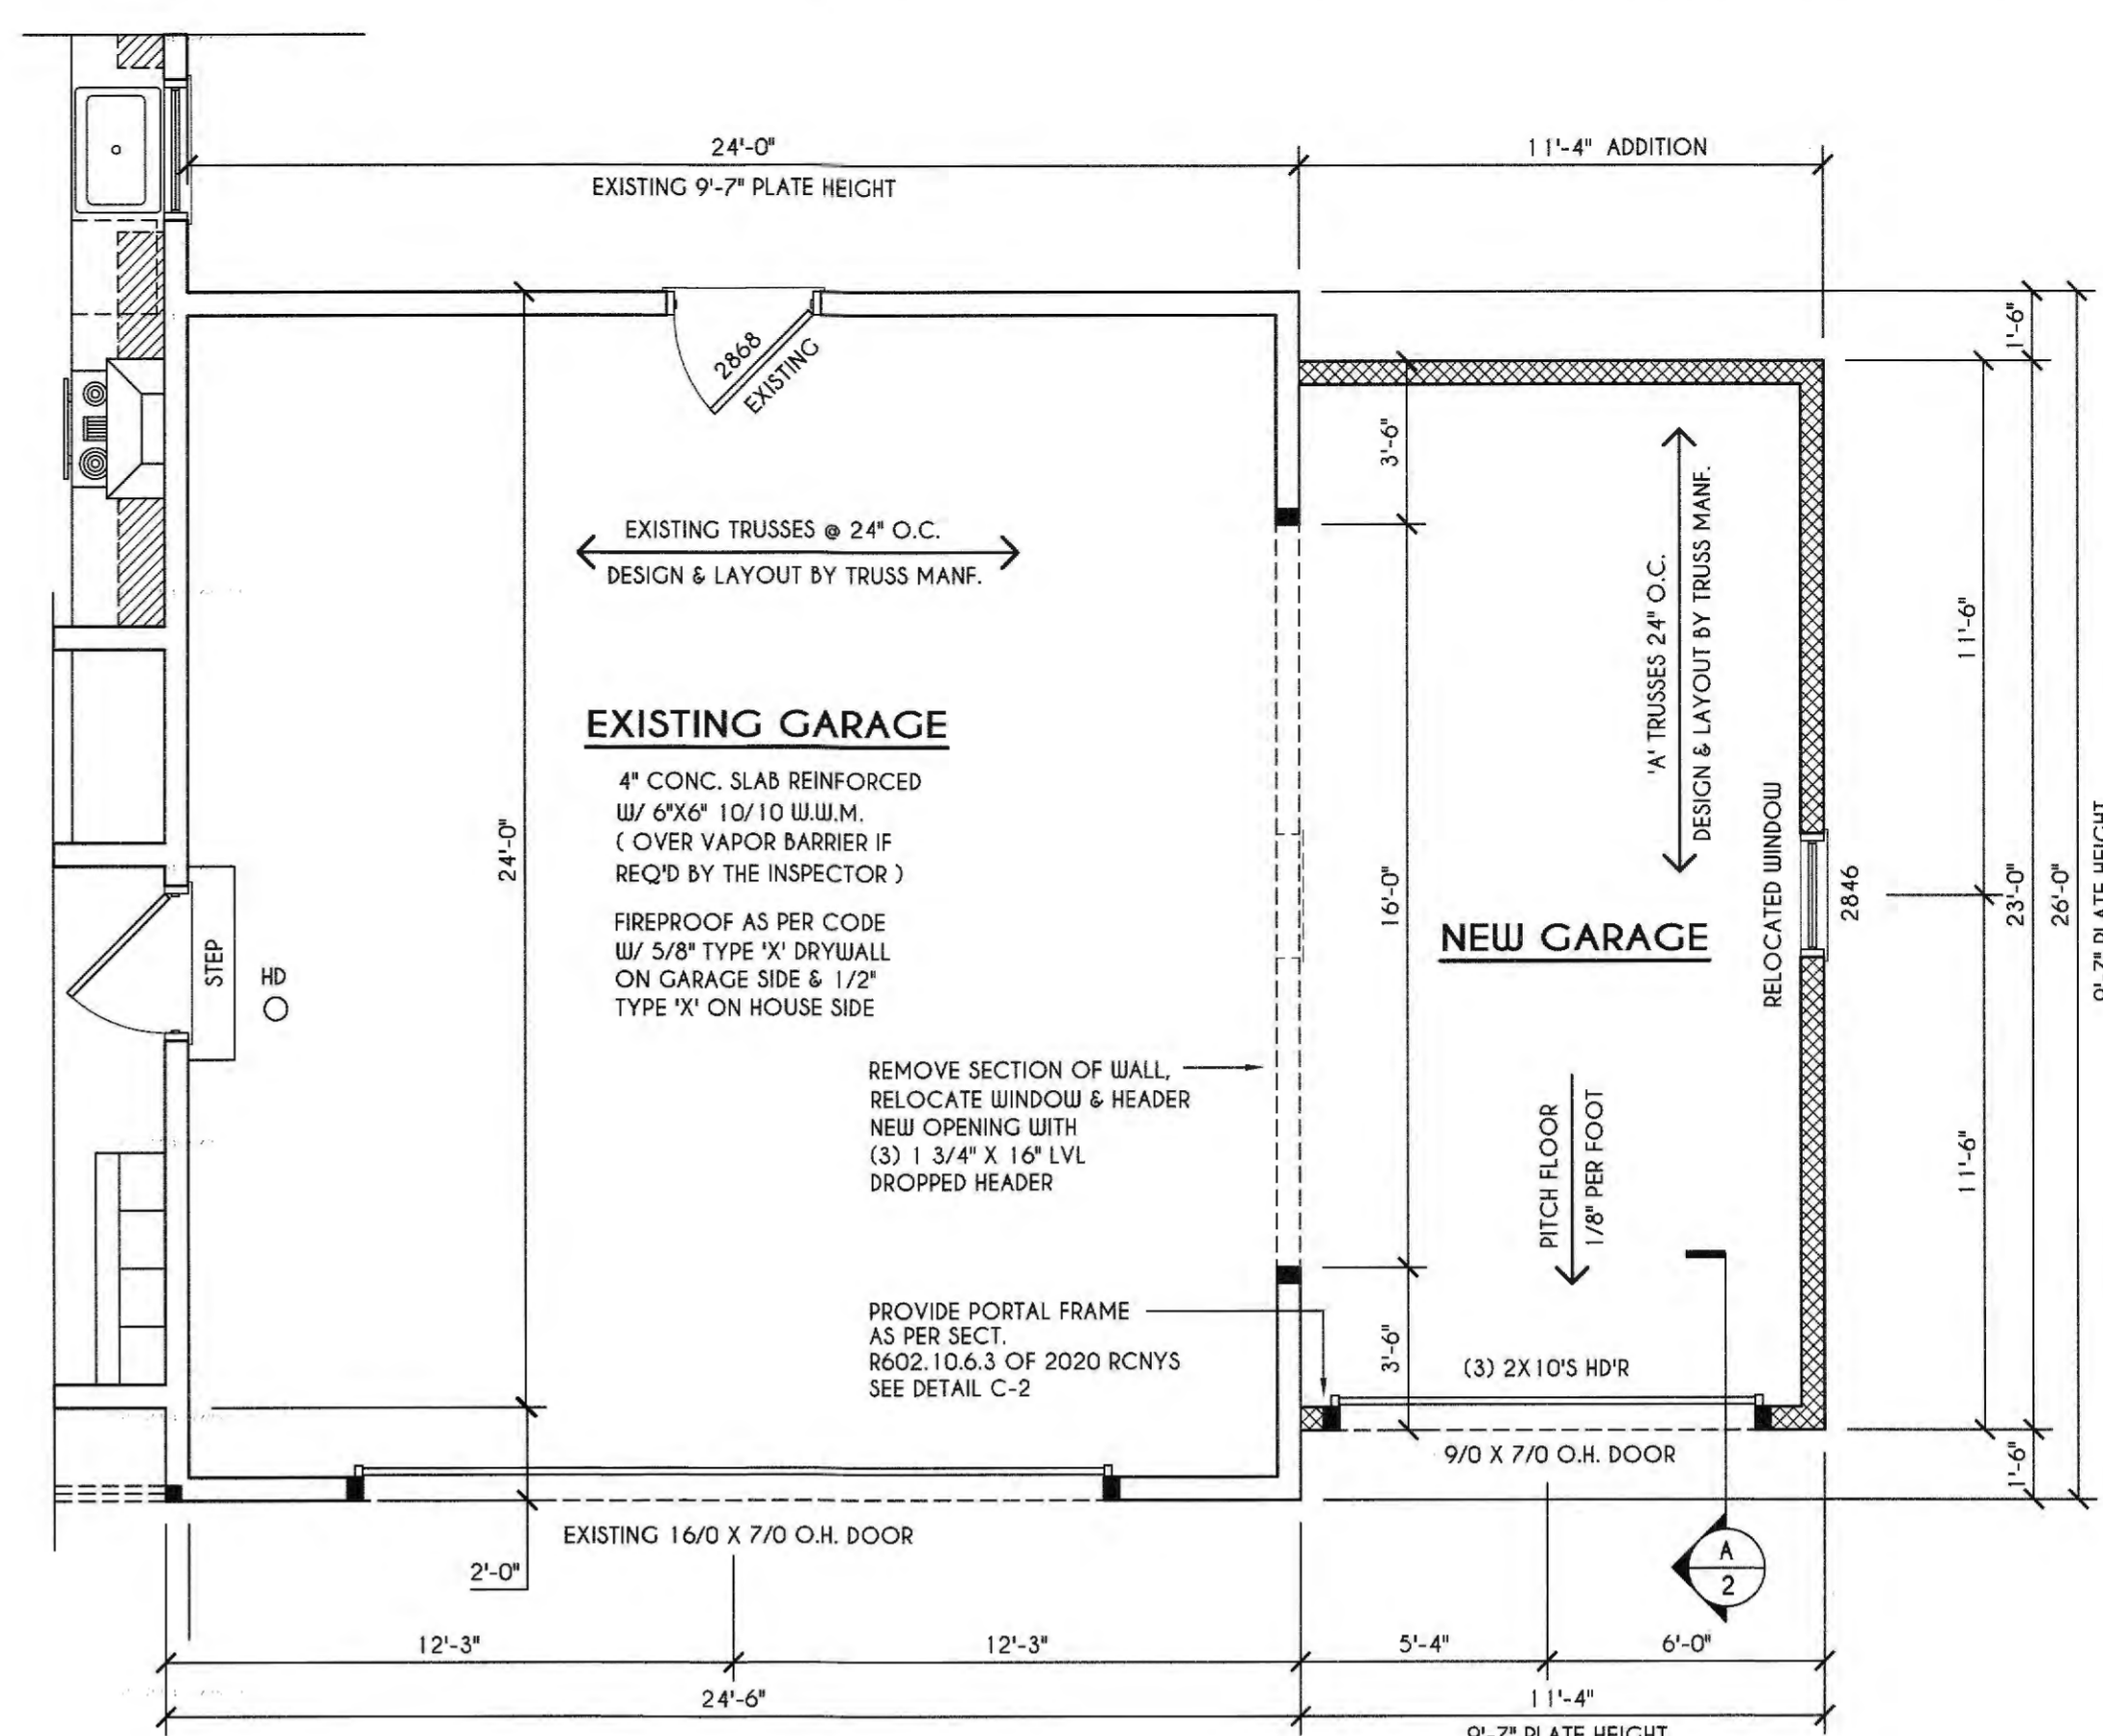 24'-0"
11'-4" ADDITION
EXISTING 9'-7" PLATE HEIGHT
1'-6"
2868
EXISTING
3'-6"
EXISTING TRUSSES @ 24" O.C.
DESIGN & LAYOUT BY TRUSS MANF.
'A' TRUSSES 24" O.C.
DESIGN & LAYOUT BY TRUSS MANF.
11'-6"
EXISTING GARAGE
4" CONC. SLAB REINFORCED
W/ 6"X6" 10/10 W.W.M.
( OVER VAPOR BARRIER IF
REQ'D BY THE INSPECTOR )
FIREPROOF AS PER CODE
W/ 5/8" TYPE 'X' DRYWALL
ON GARAGE SIDE & 1/2"
TYPE 'X' ON HOUSE SIDE
24'-0"
16'-0"
NEW GARAGE
RELOCATED WINDOW
2846
23'-0"
26'-0"
9'-7" PLATE HEIGHT
STEP
HD
REMOVE SECTION OF WALL,
RELOCATE WINDOW & HEADER
NEW OPENING WITH
(3) 1 3/4" X 16" LVL
DROPPED HEADER
PITCH FLOOR
1/8" PER FOOT
11'-6"
PROVIDE PORTAL FRAME
AS PER SECT.
R602.10.6.3 OF 2020 RCNYS
SEE DETAIL C-2
3'-6"
(3) 2X10'S HD'R
9/0 X 7/0 O.H. DOOR
1'-6"
EXISTING 16/0 X 7/0 O.H. DOOR
2'-0"
A
2
12'-3"
12'-3"
5'-4"
6'-0"
24'-6"
11'-4"
9'-7" PLATE HEIGHT